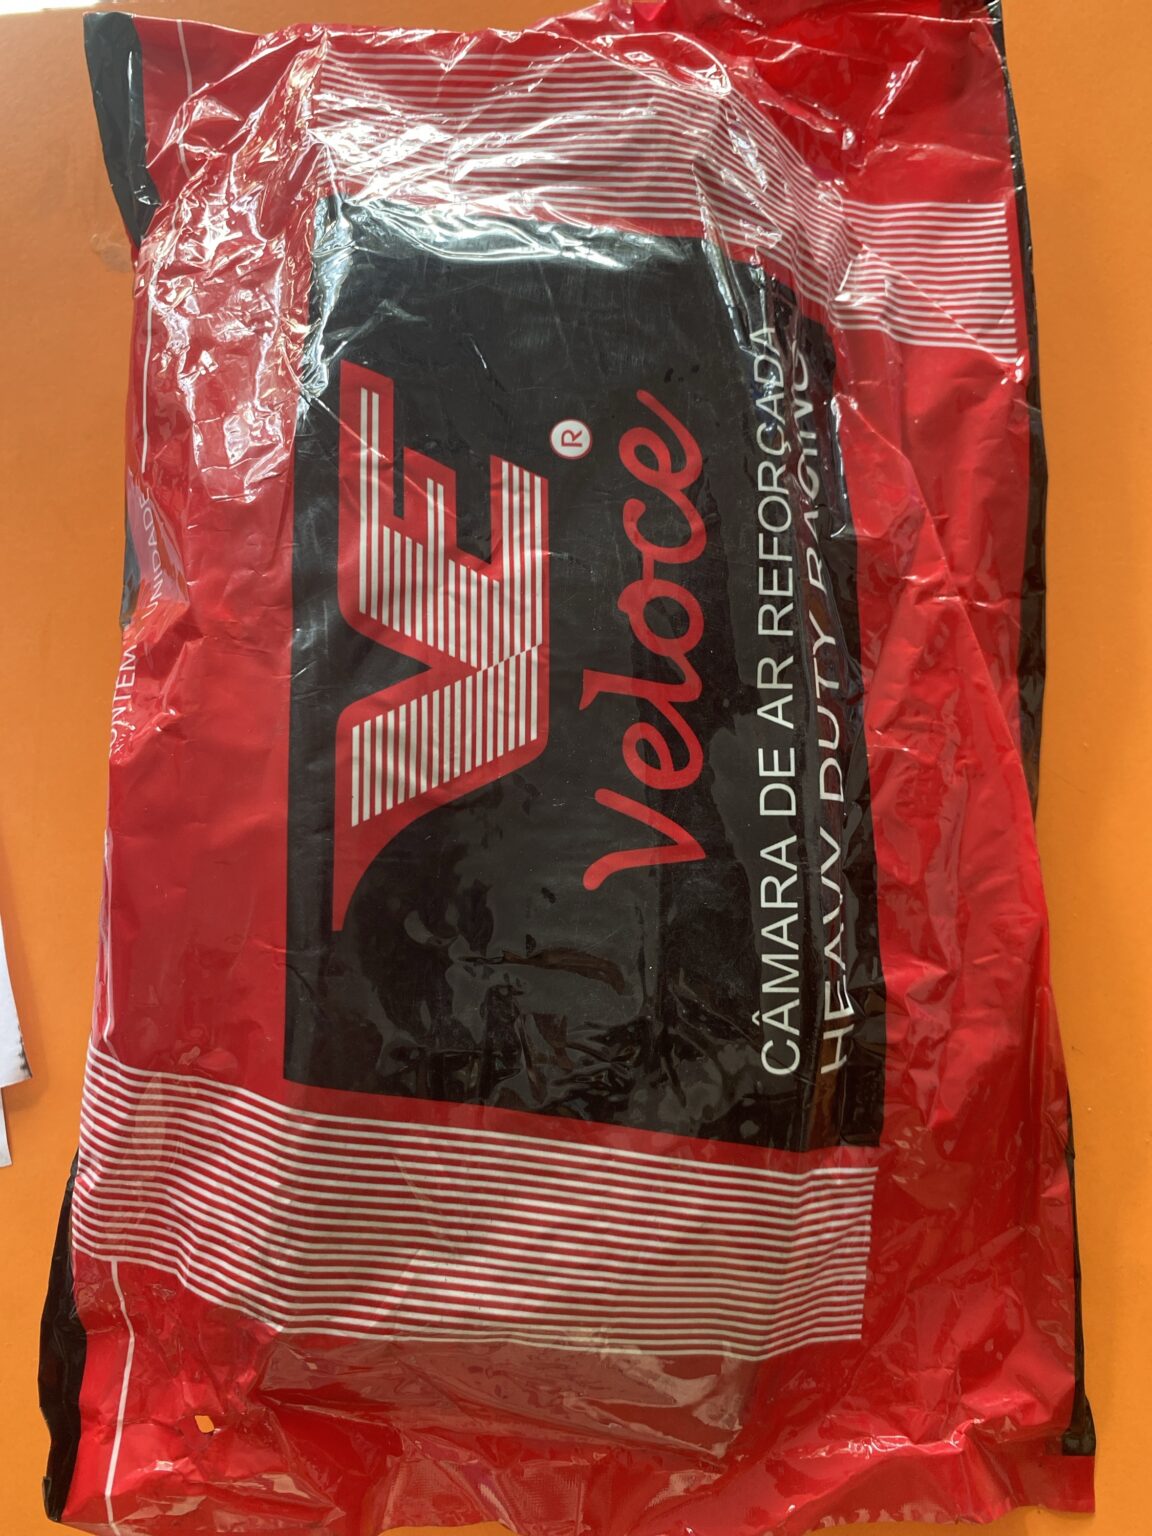 VE
®
Veloce
CÂMARA DE AR REFORÇADA
HEAVY DUTY RACING
UNIDADE